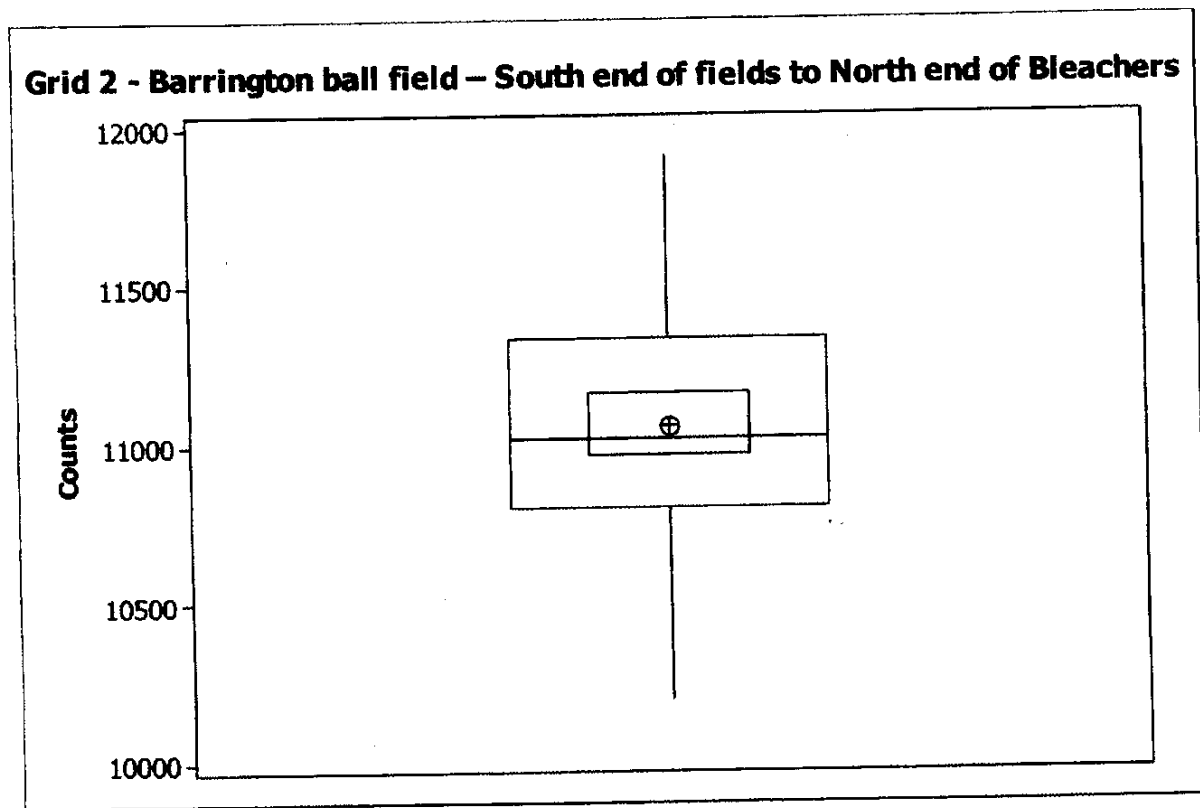 Grid 2 - Barrington ball field – South end of fields to North end of Bleachers
12000
11500
11000
10500
10000
Counts